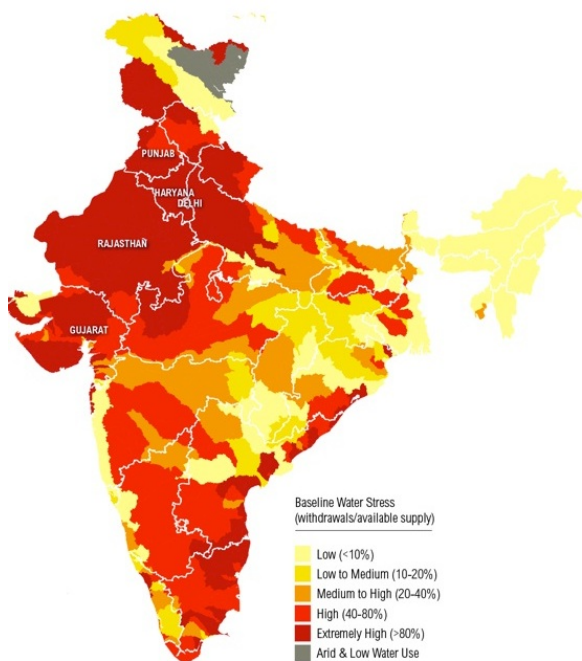 PUNJAB
HARYANA
DELHI
RAJASTHAÑ
GUJARAT
Baseline Water Stress
(withdrawals/available supply)
Low (<10%)
Low to Medium (10-20%)
Medium to High (20-40%)
High (40-80%)
Extremely High (>80%)
Arid & Low Water Use